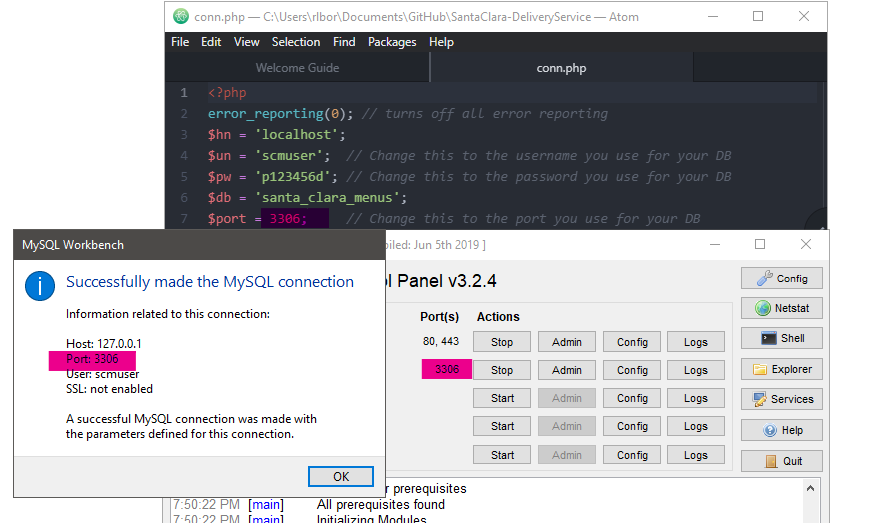 conn.php — C:\Users\rlbor\Documents\GitHub\SantaClara-DeliveryService — Atom
File Edit View Selection Find Packages Help
Welcome Guide conn.php
1 <?php
2 error_reporting(0); // turns off all error reporting
3 $hn = 'localhost';
4 $un = 'scmuser'; // Change this to the username you use for your DB
5 $pw = 'p123456d'; // Change this to the password you use for your DB
6 $db = 'santa_clara_menus';
7 $port = 3306; // Change this to the port you use for your DB
MySQL Workbench
Successfully made the MySQL connection
Information related to this connection:
Host: 127.0.0.1
Port: 3306
User: scmuser
SSL: not enabled
A successful MySQL connection was made with
the parameters defined for this connection.
OK
Jun 5th 2019 ]
Panel v3.2.4
Port(s) Actions
80, 443 Stop Admin Config Logs
3306 Stop Admin Config Logs
Start Admin Config Logs
Start Admin Config Logs
Start Admin Config Logs
Config
Netstat
Shell
Explorer
Services
Help
Quit
prerequisites
7:50:22 PM [main] All prerequisites found
7:50:22 PM [main] Initializing Modules